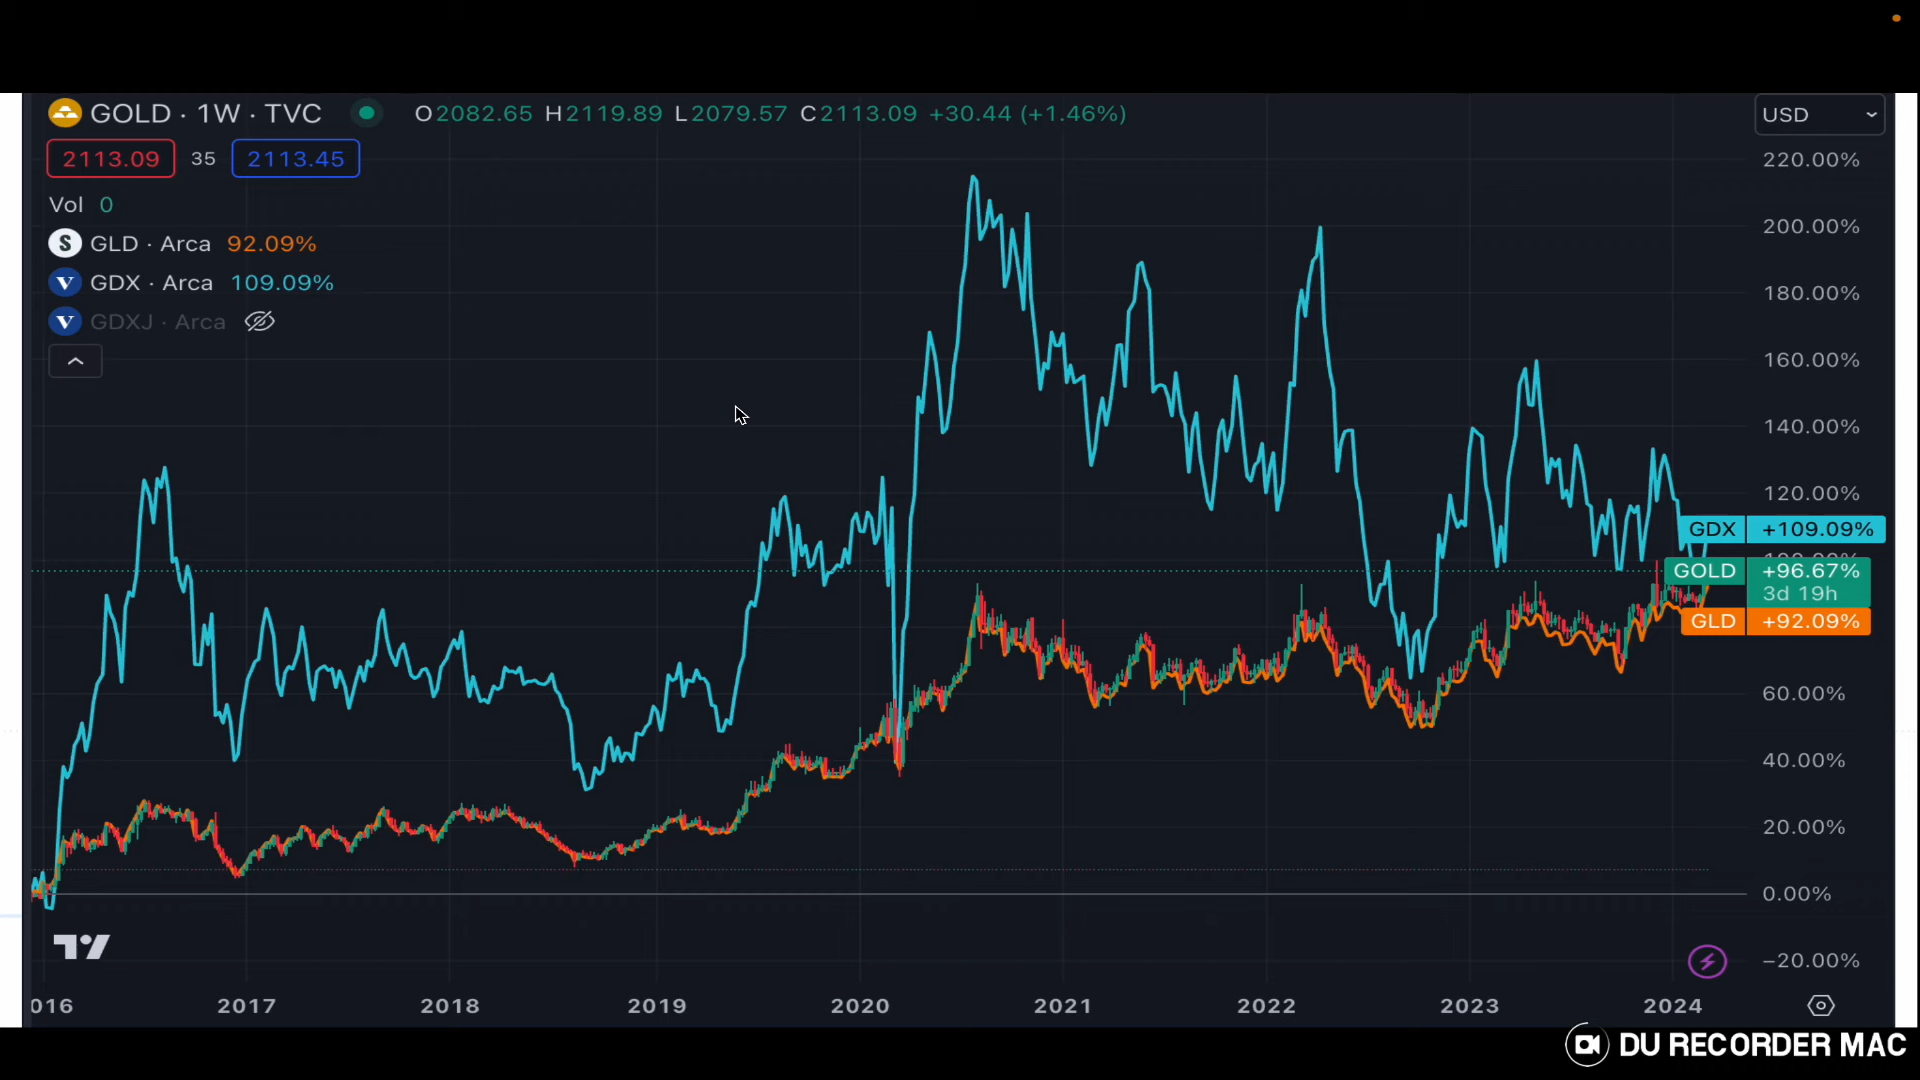 GOLD · 1W · TVC O2082.65 H2119.89 L2079.57 C2113.09 +30.44 (+1.46%) USD
2113.09 35 2113.45
Vol 0
S GLD · Arca 92.09%
V GDX · Arca 109.09%
V GDXJ · Arca
220.00%
200.00%
180.00%
160.00%
140.00%
120.00%
GDX +109.09%
100.00%
GOLD +96.67%
3d 19h
GLD +92.09%
60.00%
40.00%
20.00%
0.00%
−20.00%
016 2017 2018 2019 2020 2021 2022 2023 2024
DU RECORDER MAC